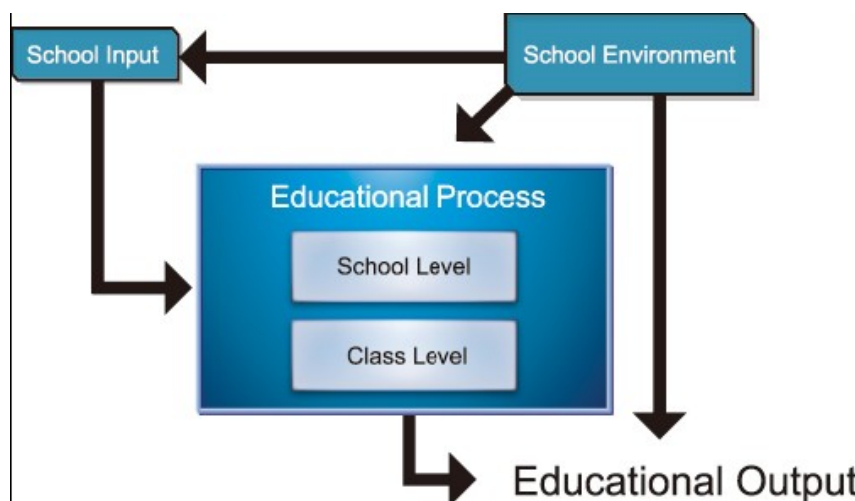 School Input
School Environment
Educational Process
School Level
Class Level
Educational Output